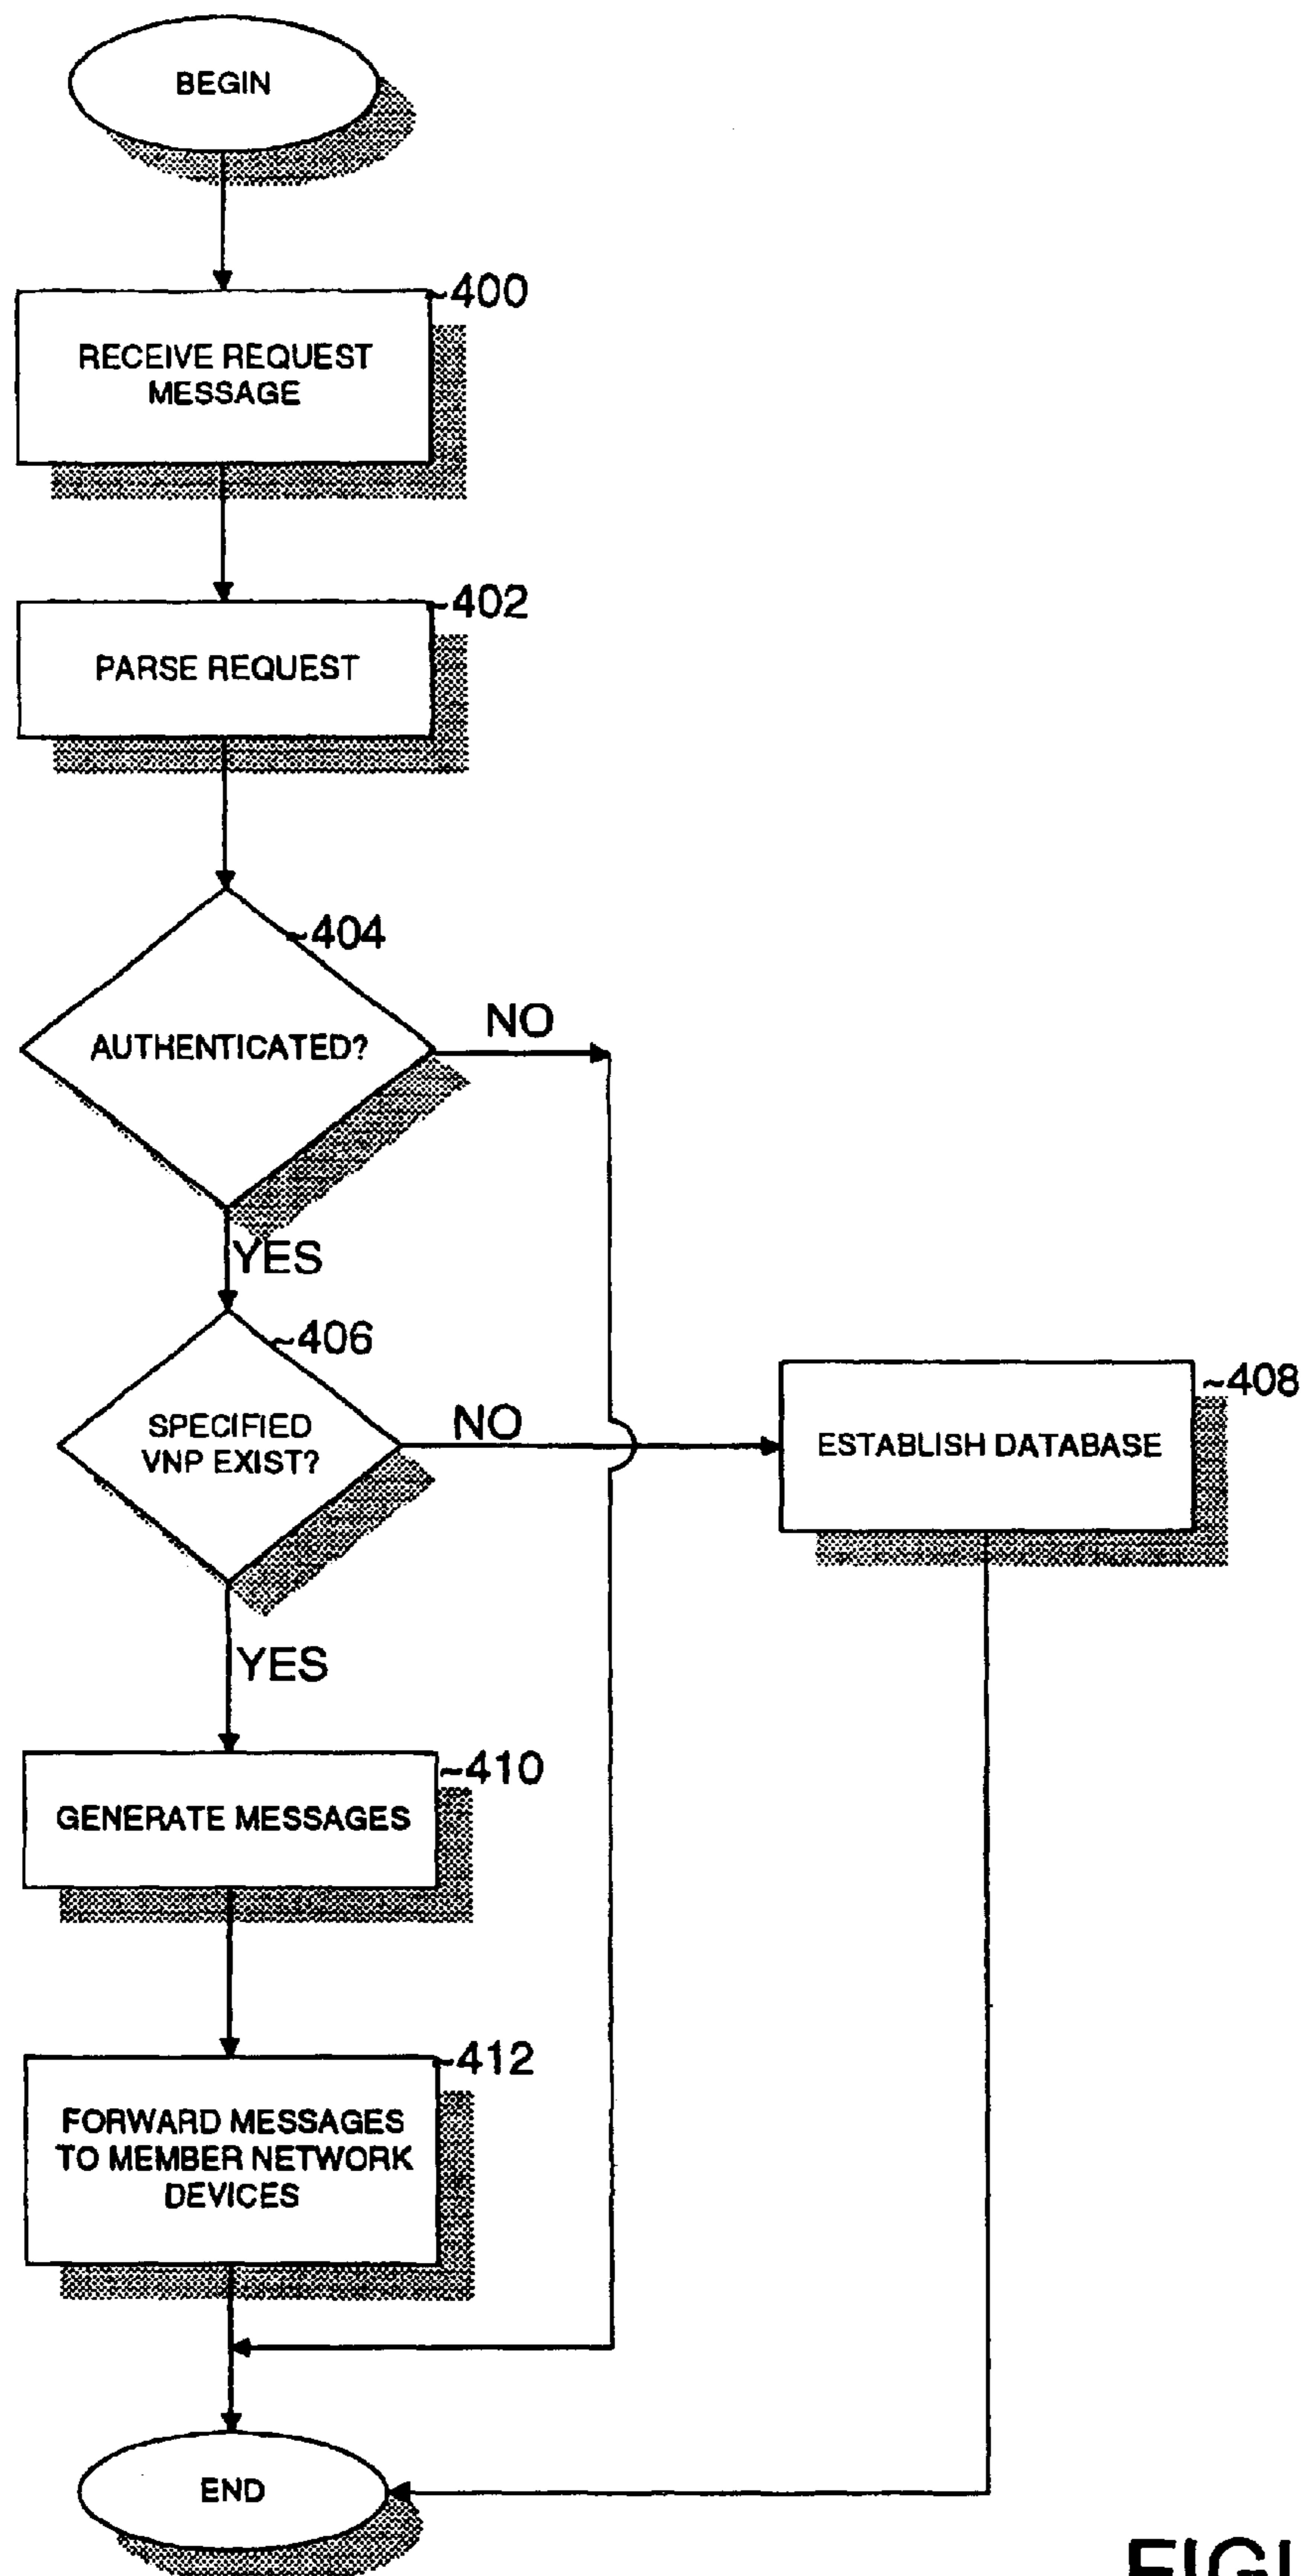 BEGIN
~400
RECEIVE REQUEST
MESSAGE
~402
PARSE REQUEST
~404
AUTHENTICATED?
NO
YES
~406
SPECIFIED
VNP EXIST?
NO
~408
ESTABLISH DATABASE
YES
~410
GENERATE MESSAGES
~412
FORWARD MESSAGES
TO MEMBER NETWORK
DEVICES
END